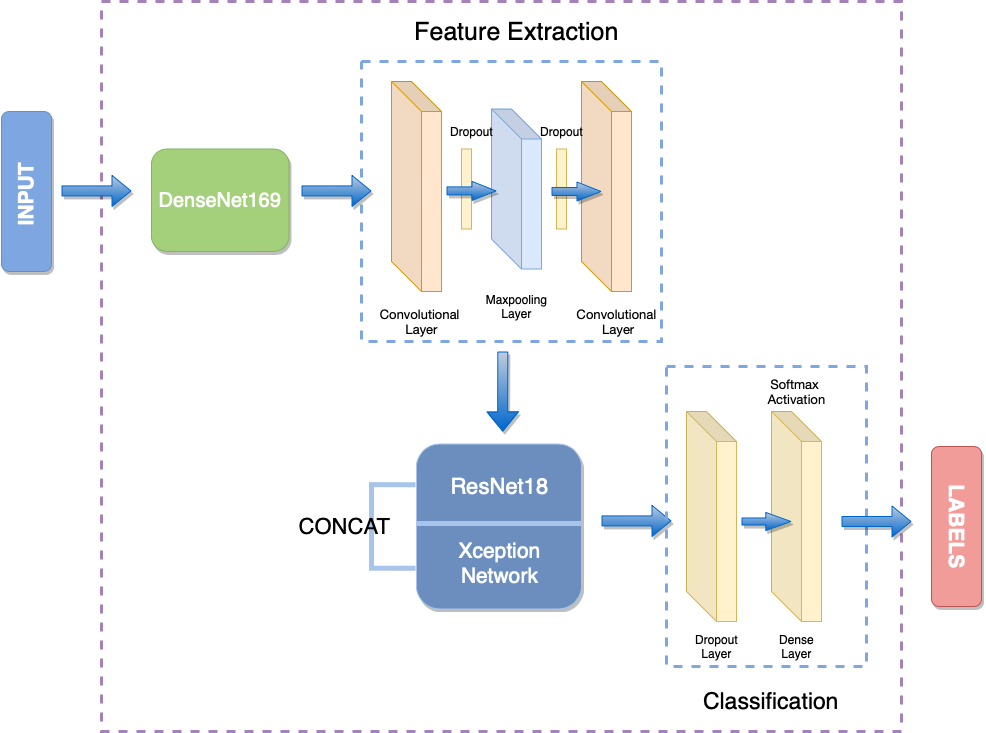 Feature Extraction
INPUT
DenseNet169
Dropout
Dropout
Convolutional
Layer
Maxpooling
Layer
Convolutional
Layer
CONCAT
ResNet18
Xception
Network
Softmax
Activation
Dropout
Layer
Dense
Layer
Classification
LABELS